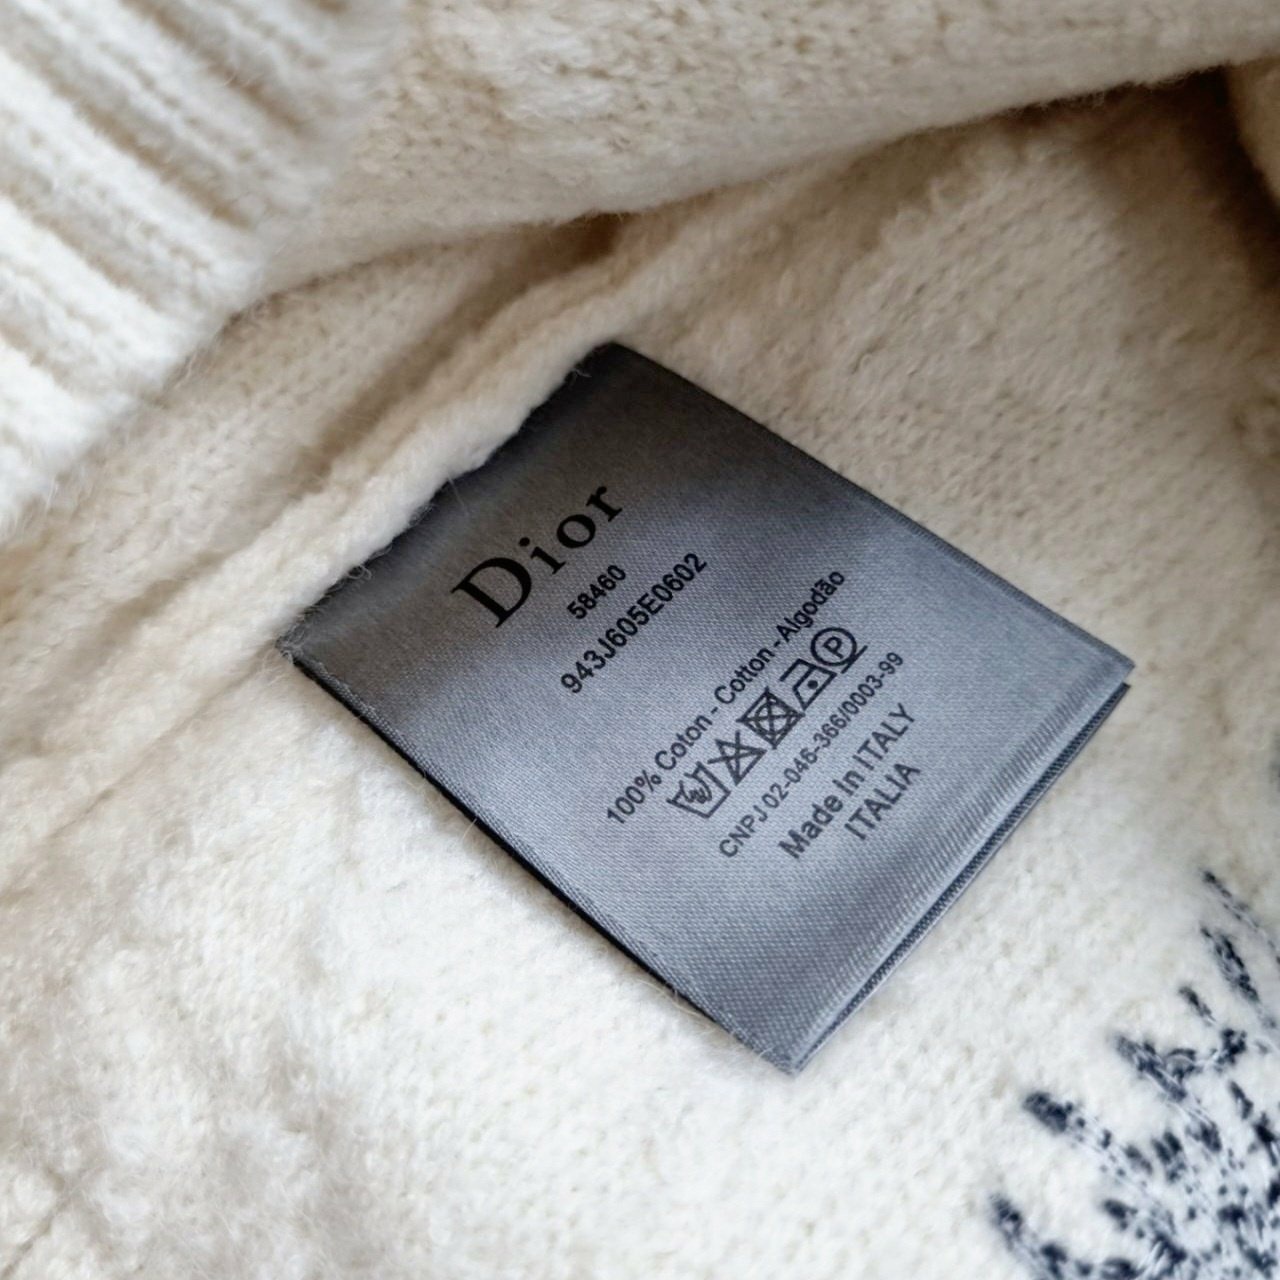 Dior
58460
943J605E0602
100% Coton - Cotton - Algodão
P
CNPJ 02-046-366/0003-99
Made In ITALY
ITALIA